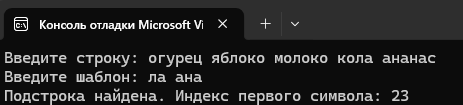 Консоль отладки Microsoft Vi
Введите строку: огурец яблоко молоко кола ананас
Введите шаблон: ла ана
Подстрока найдена. Индекс первого символа: 23